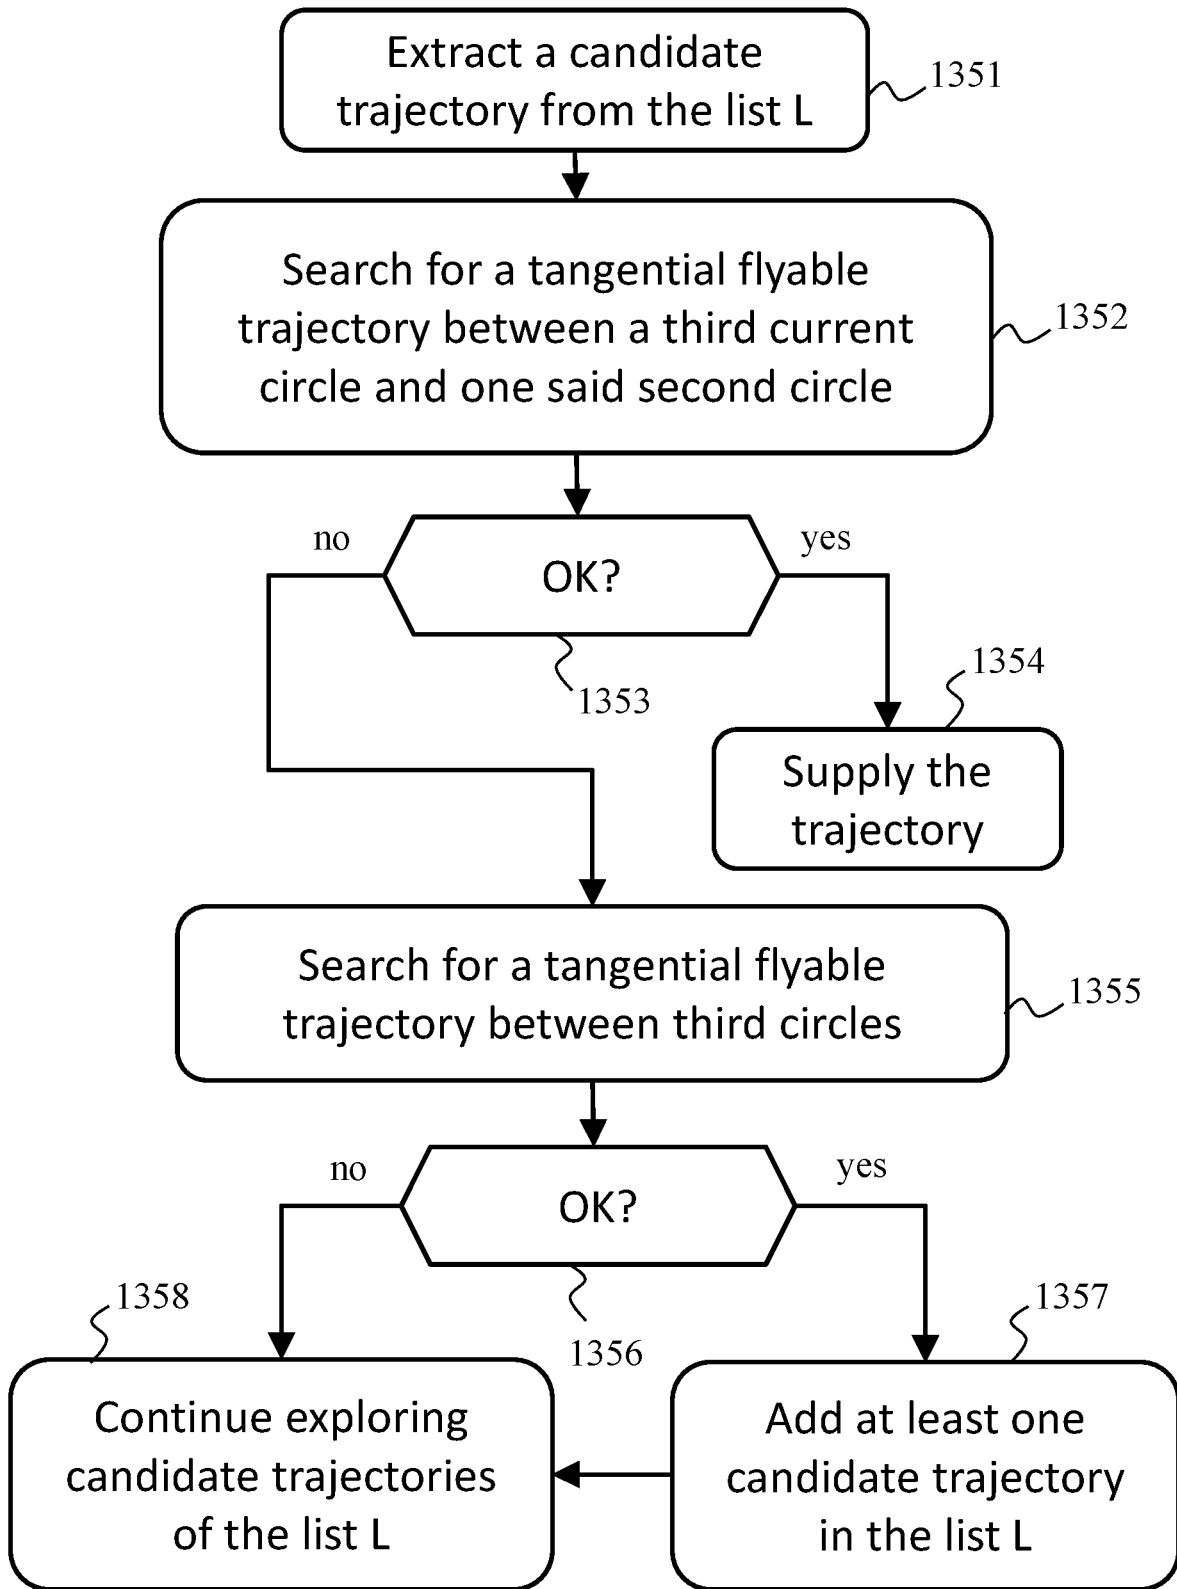 Extract a candidate
trajectory from the list L
1351
Search for a tangential flyable
trajectory between a third current
circle and one said second circle
1352
no
yes
OK?
1353
1354
Supply the
trajectory
Search for a tangential flyable
trajectory between third circles
1355
no
yes
OK?
1356
1358
1357
Continue exploring
candidate trajectories
of the list L
Add at least one
candidate trajectory
in the list L